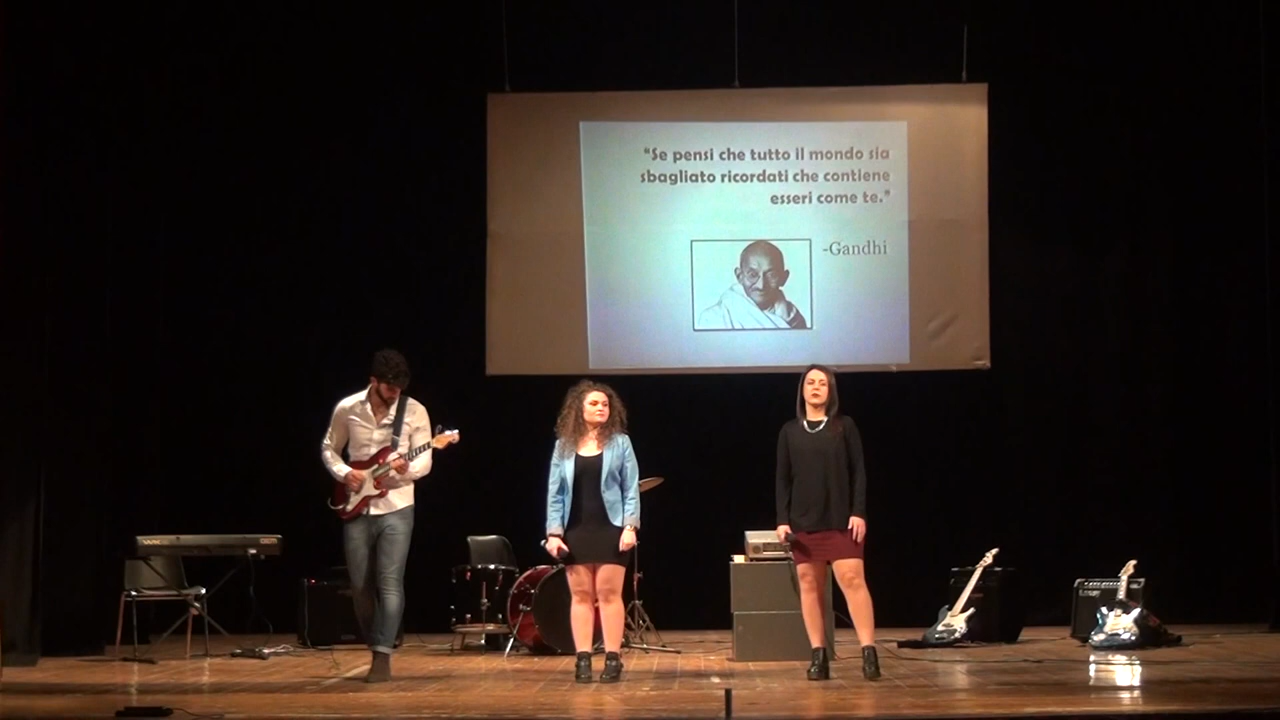 "Se pensi che tutto il mondo sia
sbagliato ricordati che contiene
esseri come te."
-Gandhi